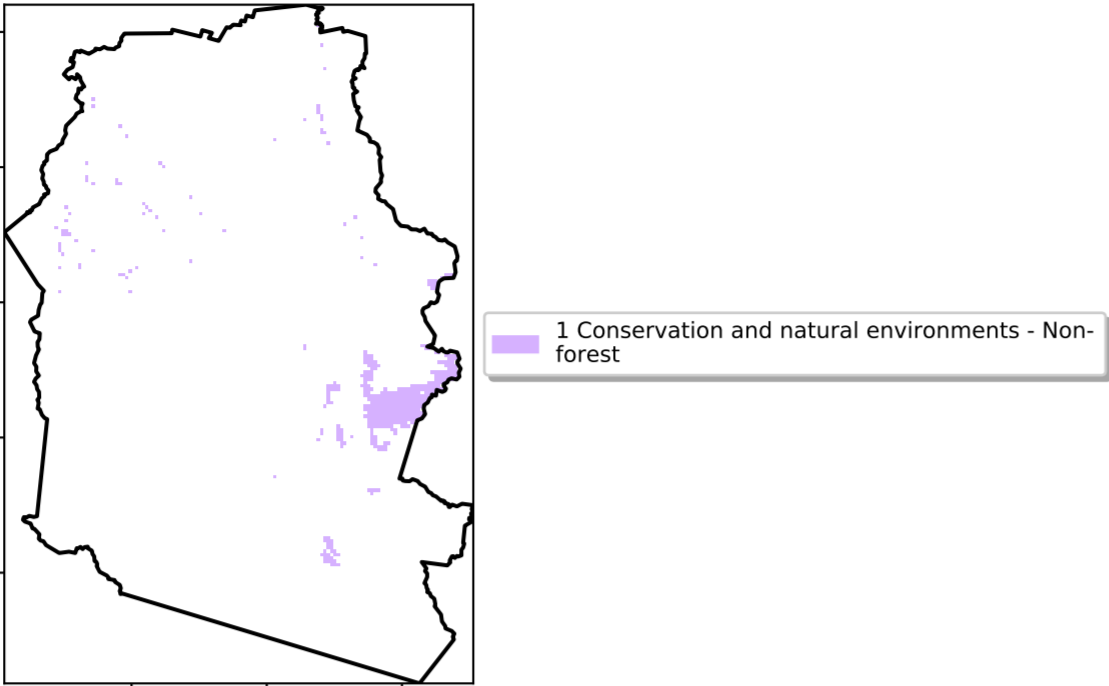 1 Conservation and natural environments - Non-
forest